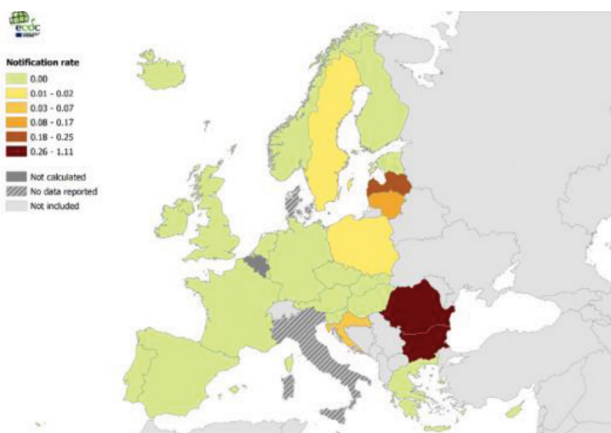 ecdc
Notification rate
0.00
0.01 - 0.02
0.03 - 0.07
0.08 - 0.17
0.18 - 0.25
0.26 - 1.11
Not calculated
No data reported
Not included